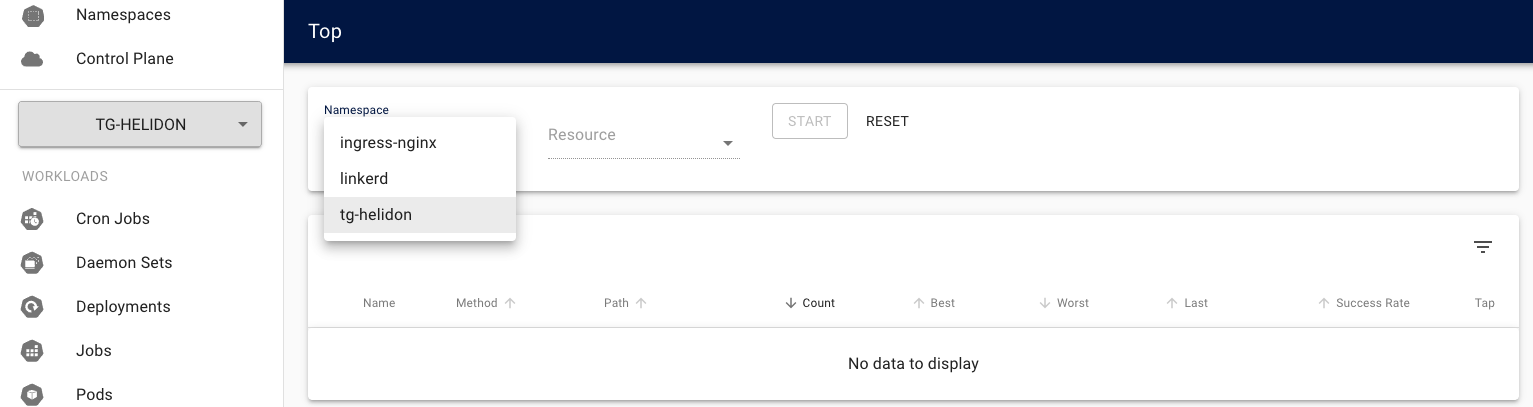 Namespaces
Control Plane
TG-HELIDON
WORKLOADS
Cron Jobs
Daemon Sets
Deployments
Jobs
Pods
Top
Namespace
ingress-nginx
linkerd
tg-helidon
Resource
START
RESET
Name Method Path Count Best Worst Last Success Rate Tap
No data to display